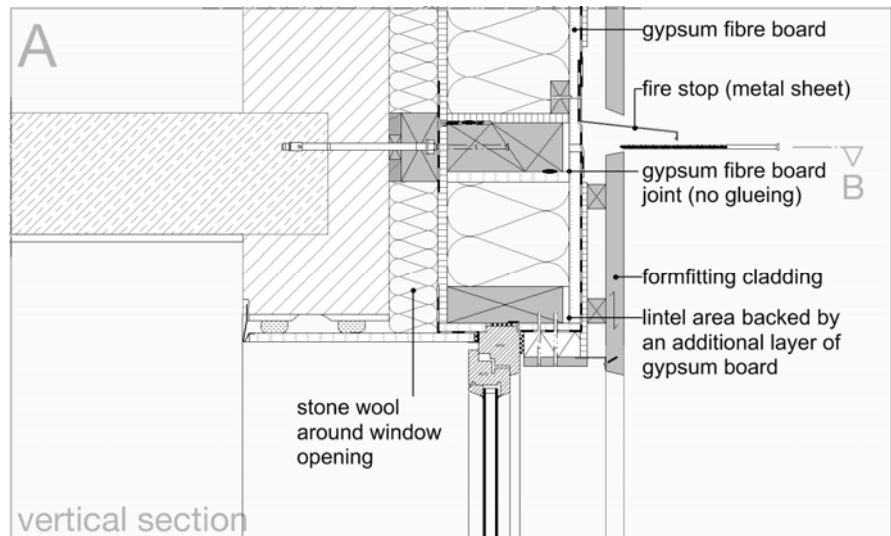 A
gypsum fibre board
fire stop (metal sheet)
gypsum fibre board
joint (no glueing)
B
formfitting cladding
lintel area backed by
an additional layer of
gypsum board
stone wool
around window
opening
vertical section